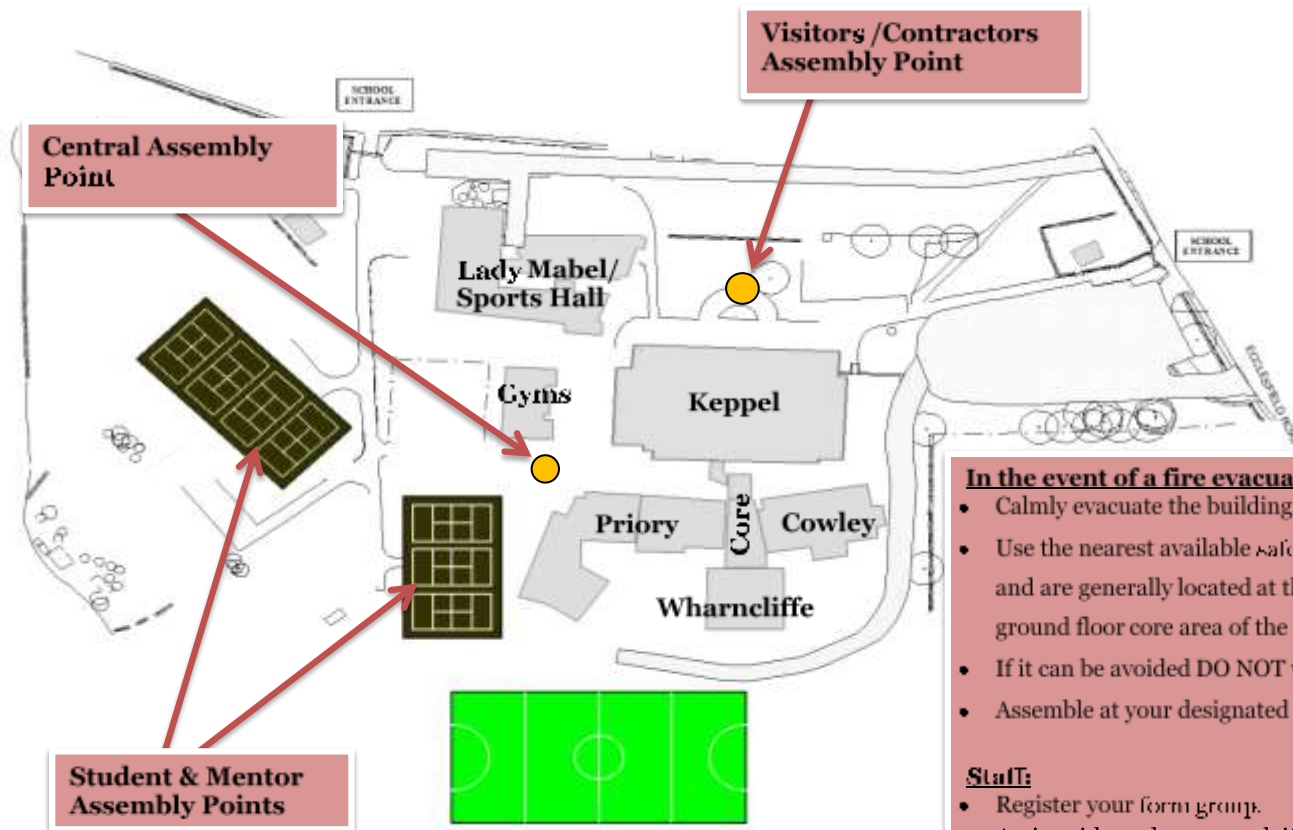 Visitors /Contractors
Assembly Point
SCHOOL
ENTRANCE
Central Assembly
Point
SCHOOL
ENTRANCE
Lady Mabel/
Sports Hall
Gyms
Keppel
ECCLESFIELD
Priory
Core
Cowley
Wharncliffe
Student & Mentor
Assembly Points
In the event of a fire evacua
• Calmly evacuate the building
• Use the nearest available
and are generally located at th
ground floor core area of the
• If it can be avoided DO NOT
• Assemble at your designated
Staff:
• Register your form group.